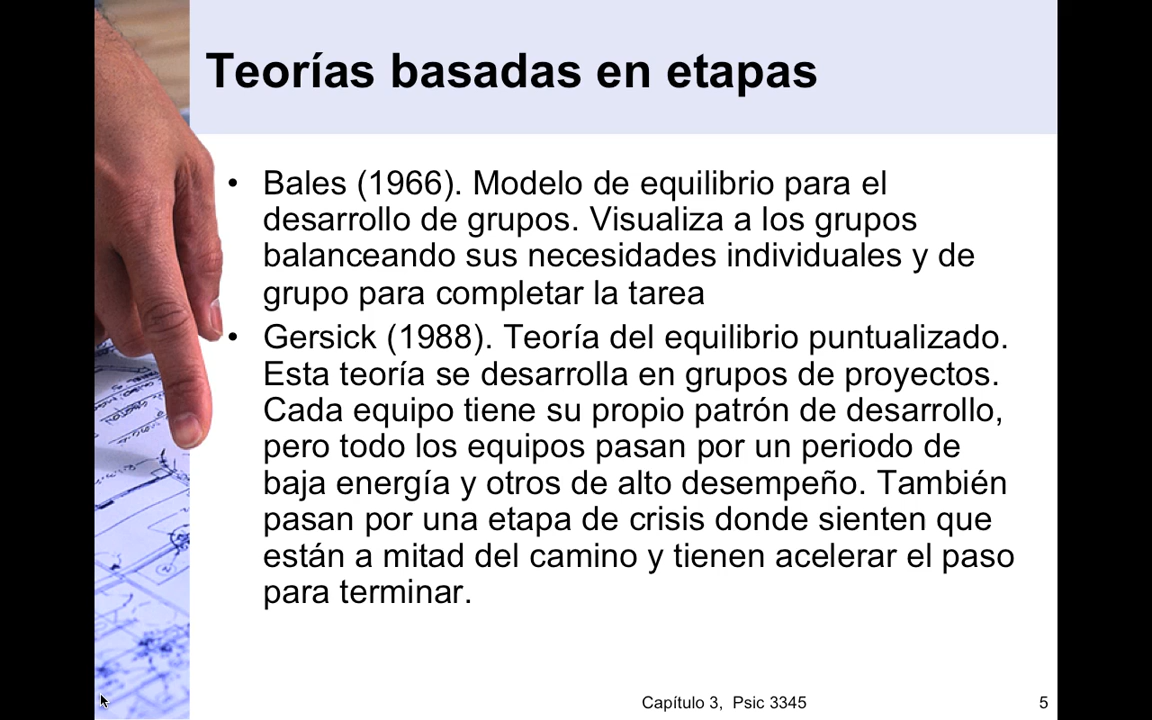 Teorías basadas en etapas
• Bales (1966). Modelo de equilibrio para el
desarrollo de grupos. Visualiza a los grupos
balanceando sus necesidades individuales y de
grupo para completar la tarea
• Gersick (1988). Teoría del equilibrio puntualizado.
Esta teoría se desarrolla en grupos de proyectos.
Cada equipo tiene su propio patrón de desarrollo,
pero todo los equipos pasan por un periodo de
baja energía y otros de alto desempeño. También
pasan por una etapa de crisis donde sienten que
están a mitad del camino y tienen acelerar el paso
para terminar.
Capítulo 3, Psic 3345
5